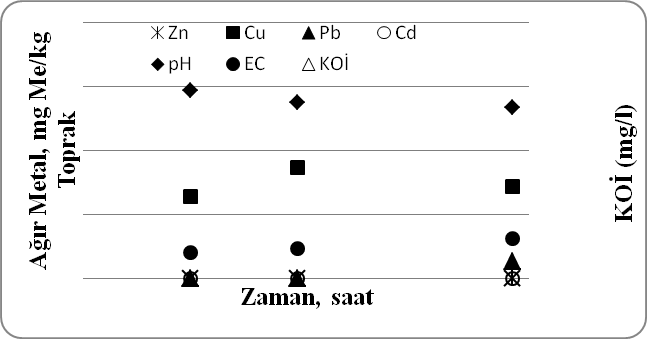 Zn Cu Pb Cd
pH EC KOİ
Ağır Metal, mg Me/kg
Toprak
KOİ (mg/l)
Zaman, saat